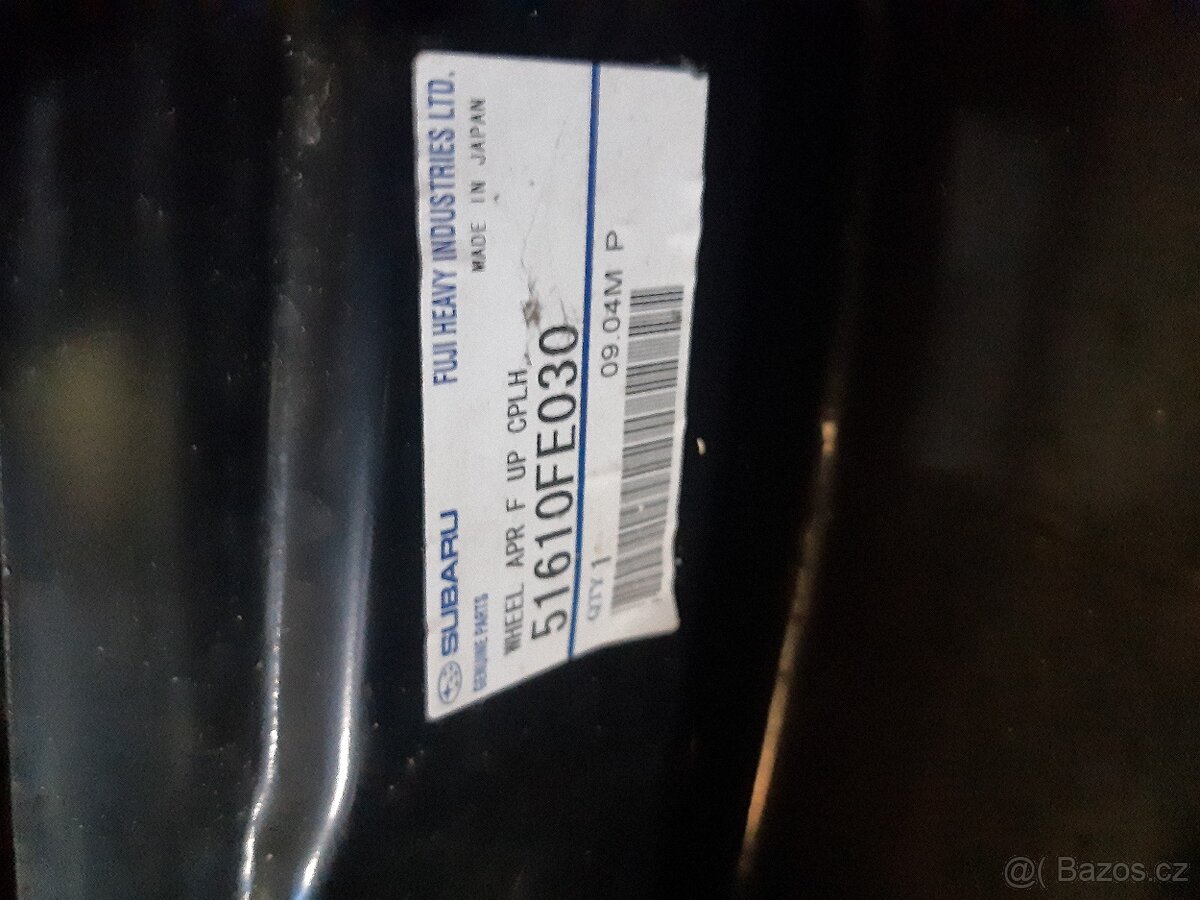 SUBARU FUJI HEAVY INDUSTRIES LTD.
GENUINE PARTS MADE IN JAPAN
WHEEL APR F UP CPLH
51610FE030
QTY 1 09.04M P
@( Bazos.cz